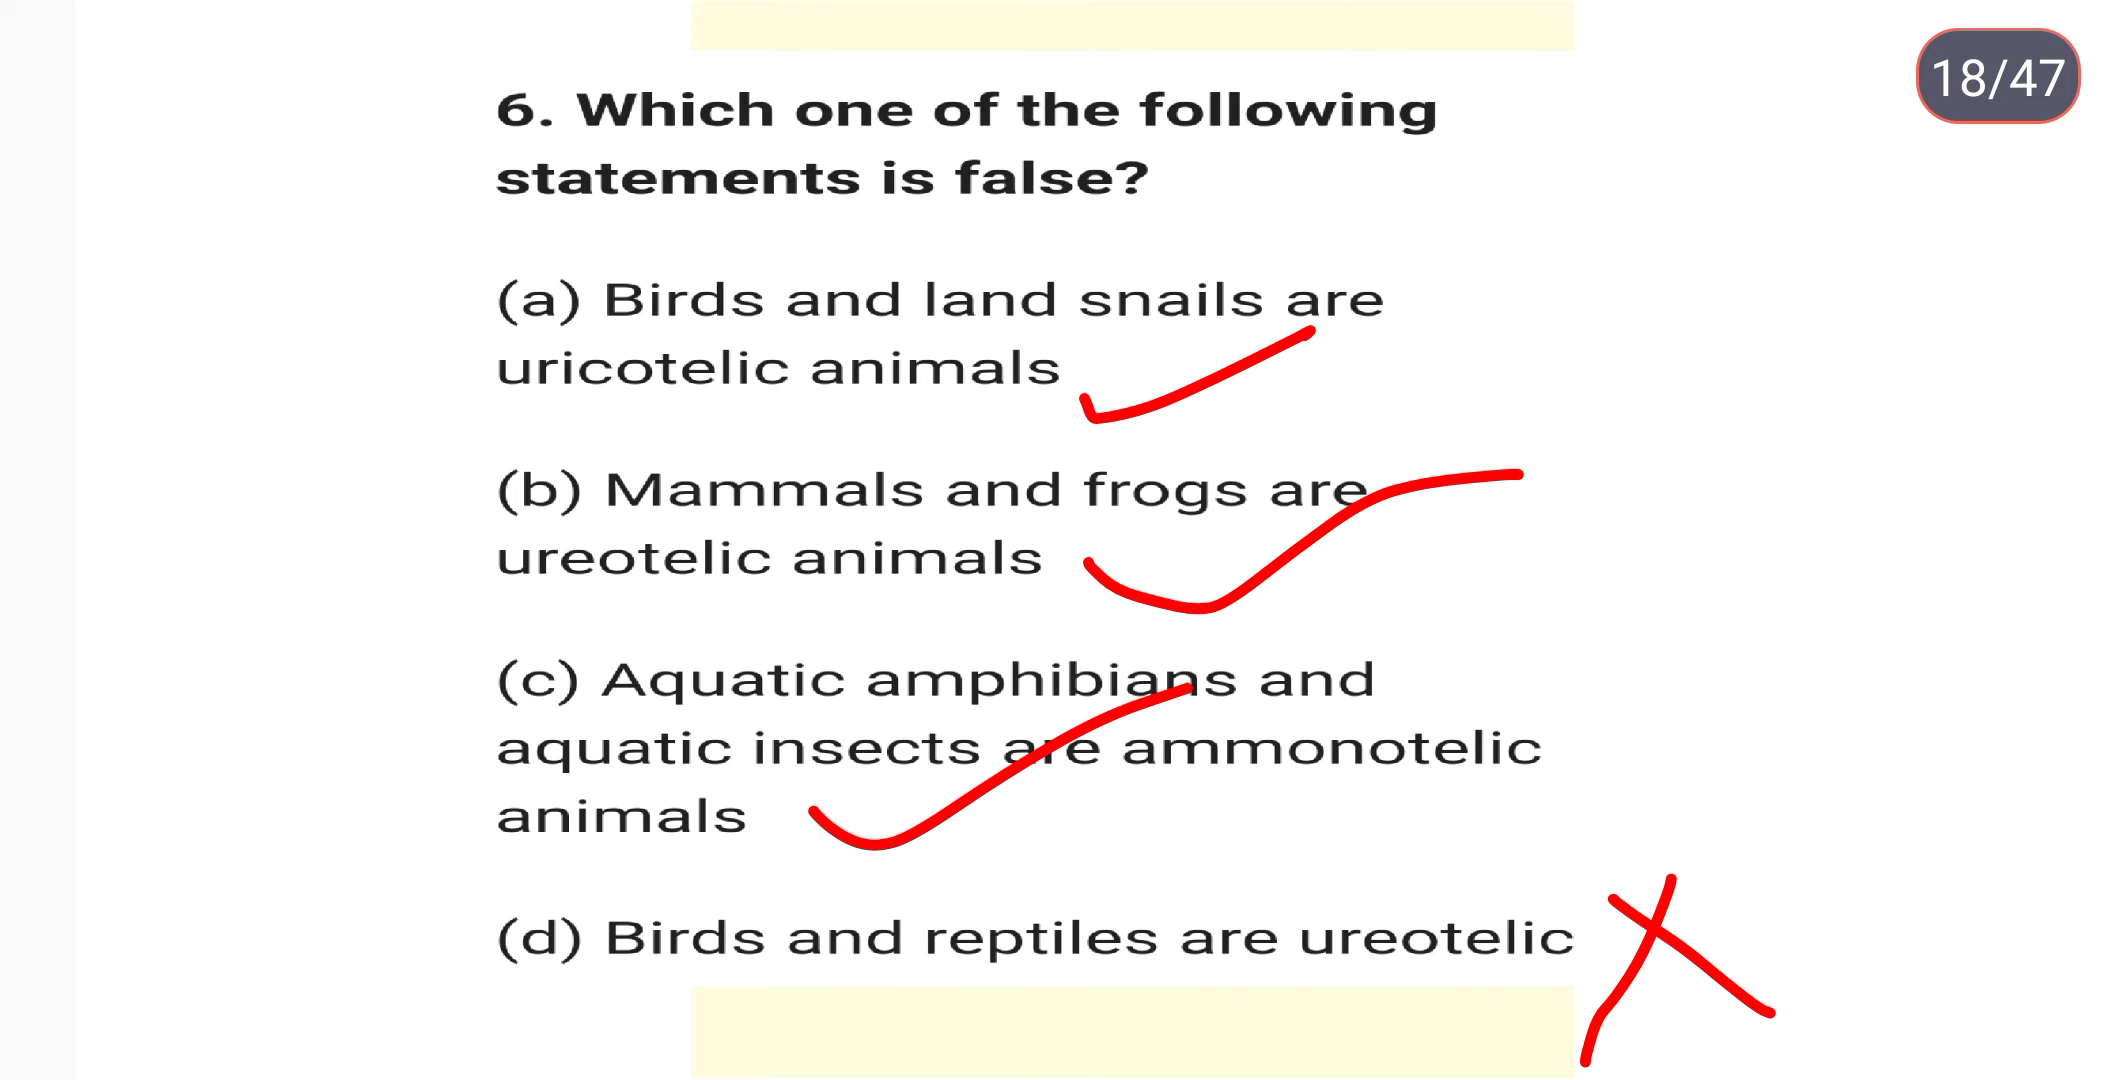 18/47
6. Which one of the following
statements is false?
(a) Birds and land snails are
uricotelic animals
(b) Mammals and frogs are
ureotelic animals
(c) Aquatic amphibians and
aquatic insects are ammonotelic
animals
(d) Birds and reptiles are ureotelic